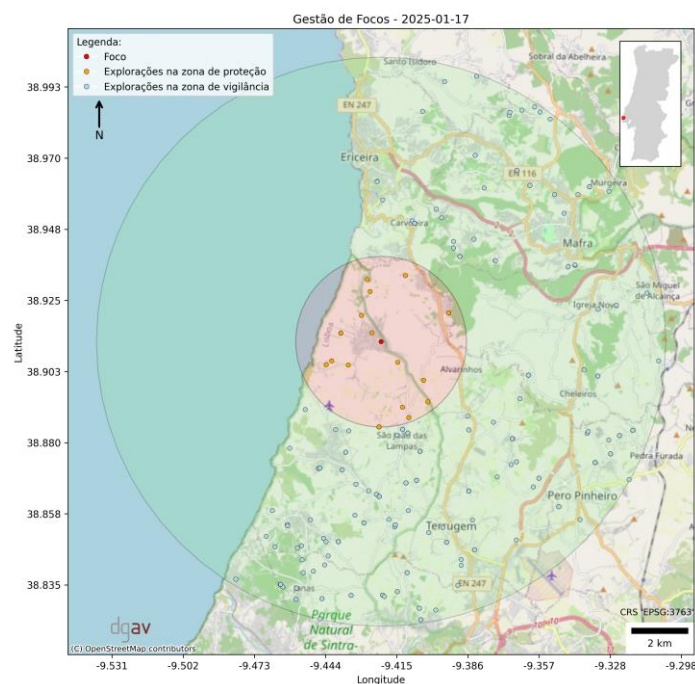 Gestão de Focos - 2025-01-17
Legenda:
Foco
Explorações na zona de proteção
Explorações na zona de vigilância
N
Santo Isidoro
Sobral da Abelheira
EN 247
Ericeira
EN 116
Murgeira
Carvoeira
Mafra
São Miguel
de Alcainça
Igreja Nova
Lisboa
Alvarinhos
Cheleiros
São João das
Lampas
Pedra Furada
Pero Pinheiro
Terrugem
EN 247
Parque
Natural
de Sintra-
dgav
(C) OpenStreetMap contributors
CRS 'EPSG:3763'
2 km
Latitude
38.993
38.970
38.948
38.925
38.903
38.880
38.858
38.835
-9.531
-9.502
-9.473
-9.444
-9.415
-9.386
-9.357
-9.328
-9.298
Longitude